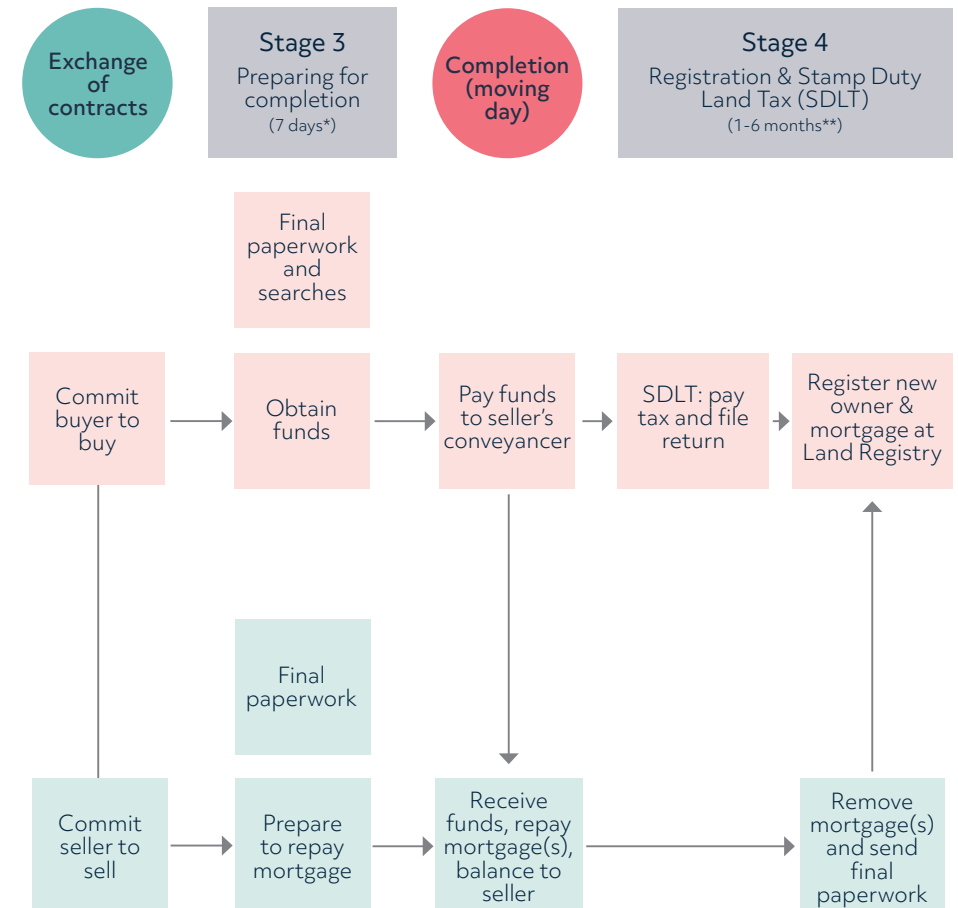 Exchange
of
contracts
Stage 3
Preparing for
completion
(7 days*)
Completion
(moving
day)
Stage 4
Registration & Stamp Duty
Land Tax (SDLT)
(1-6 months**)
Final
paperwork
and
searches
Commit
buyer to
buy
Obtain
funds
Pay funds
to seller’s
conveyancer
SDLT: pay
tax and file
return
Register new
owner &
mortgage at
Land Registry
Final
paperwork
Commit
seller to
sell
Prepare
to repay
mortgage
Receive
funds, repay
mortgage(s),
balance to
seller
Remove
mortgage(s)
and send
final
paperwork